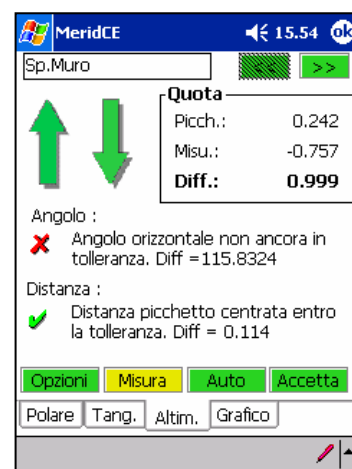 MeridCE 15.54 ok
Sp.Muro << >>
Quota
Picch.: 0.242
Misu.: -0.757
Diff.: 0.999
Angolo :
Angolo orizzontale non ancora in
tolleranza. Diff =115.8324
Distanza :
Distanza picchetto centrata entro
la tolleranza. Diff = 0.114
Opzioni Misura Auto Accetta
Polare Tang. Altim. Grafico